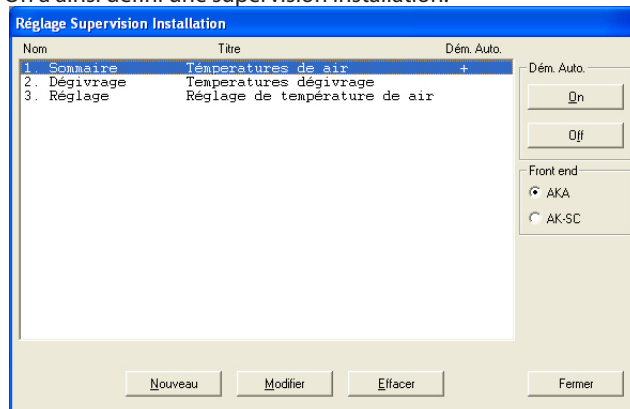 On a ainsi défini une supervision installation.
Réglage Supervision Installation
Nom Titre Dém. Auto.
1. Sommaire Témperatures de air +
2. Dégivrage Temperatures dégivrage
3. Réglage Réglage de température de air
Dém. Auto.
On
Off
Front end
AKA
AK-SC
Nouveau Modifier Effacer Fermer